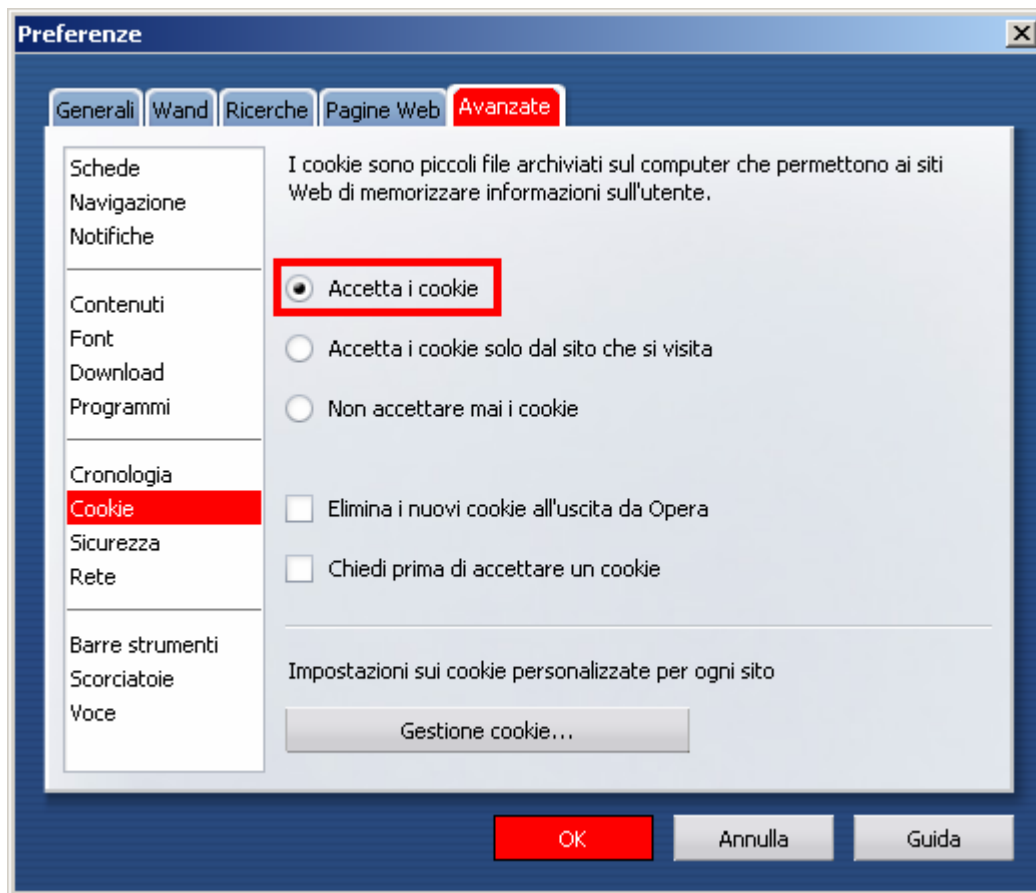 Preferenze
Generali Wand Ricerche Pagine Web Avanzate
Schede
Navigazione
Notifiche
Contenuti
Font
Download
Programmi
Cronologia
Cookie
Sicurezza
Rete
Barre strumenti
Scorciatoie
Voce
I cookie sono piccoli file archiviati sul computer che permettono ai siti
Web di memorizzare informazioni sull'utente.
Accetta i cookie
Accetta i cookie solo dal sito che si visita
Non accettare mai i cookie
Elimina i nuovi cookie all'uscita da Opera
Chiedi prima di accettare un cookie
Impostazioni sui cookie personalizzate per ogni sito
Gestione cookie...
OK Annulla Guida